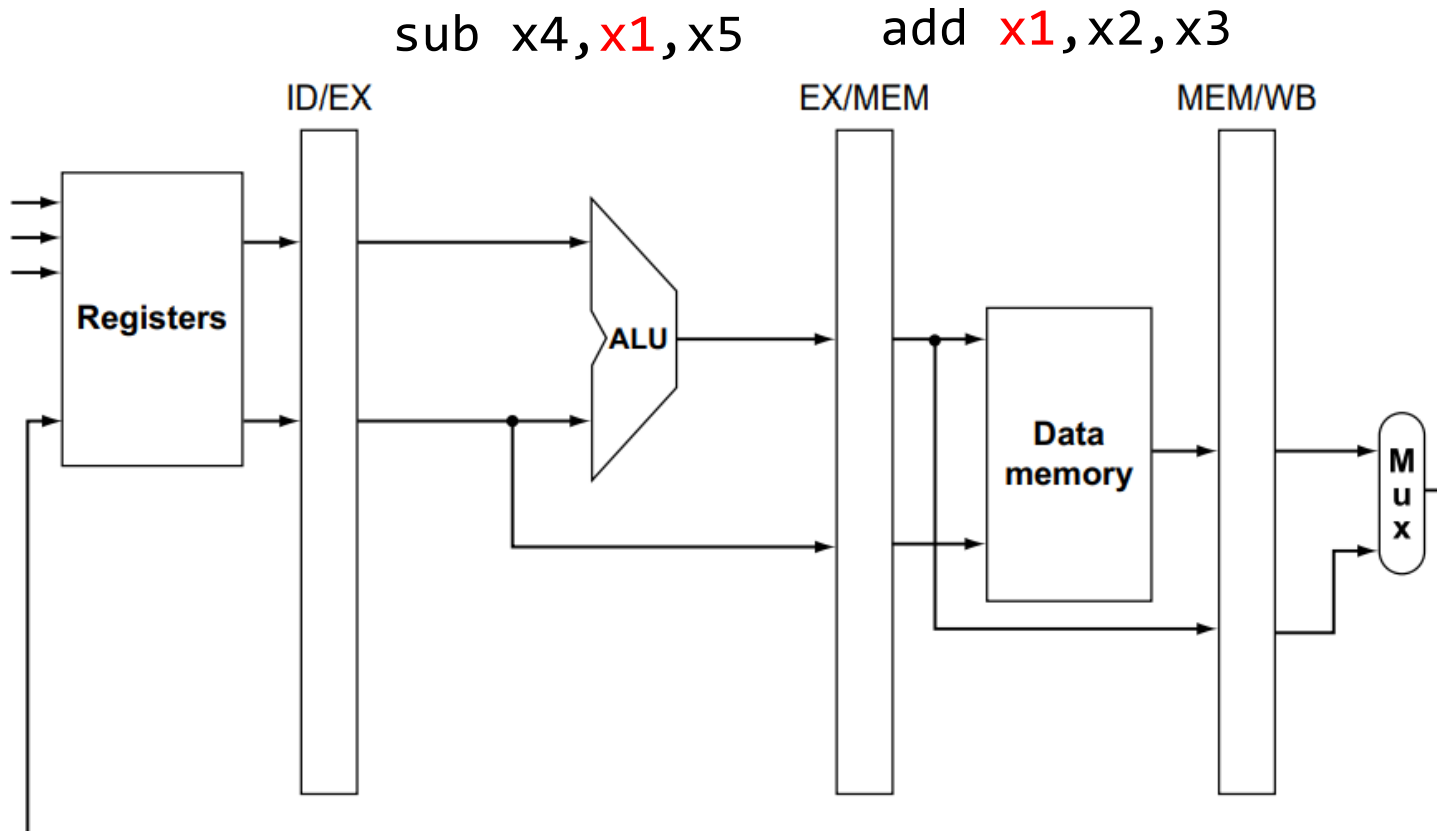 sub x4,x1,x5
add x1,x2,x3
ID/EX
EX/MEM
MEM/WB
Registers
ALU
Data
memory
M
u
x